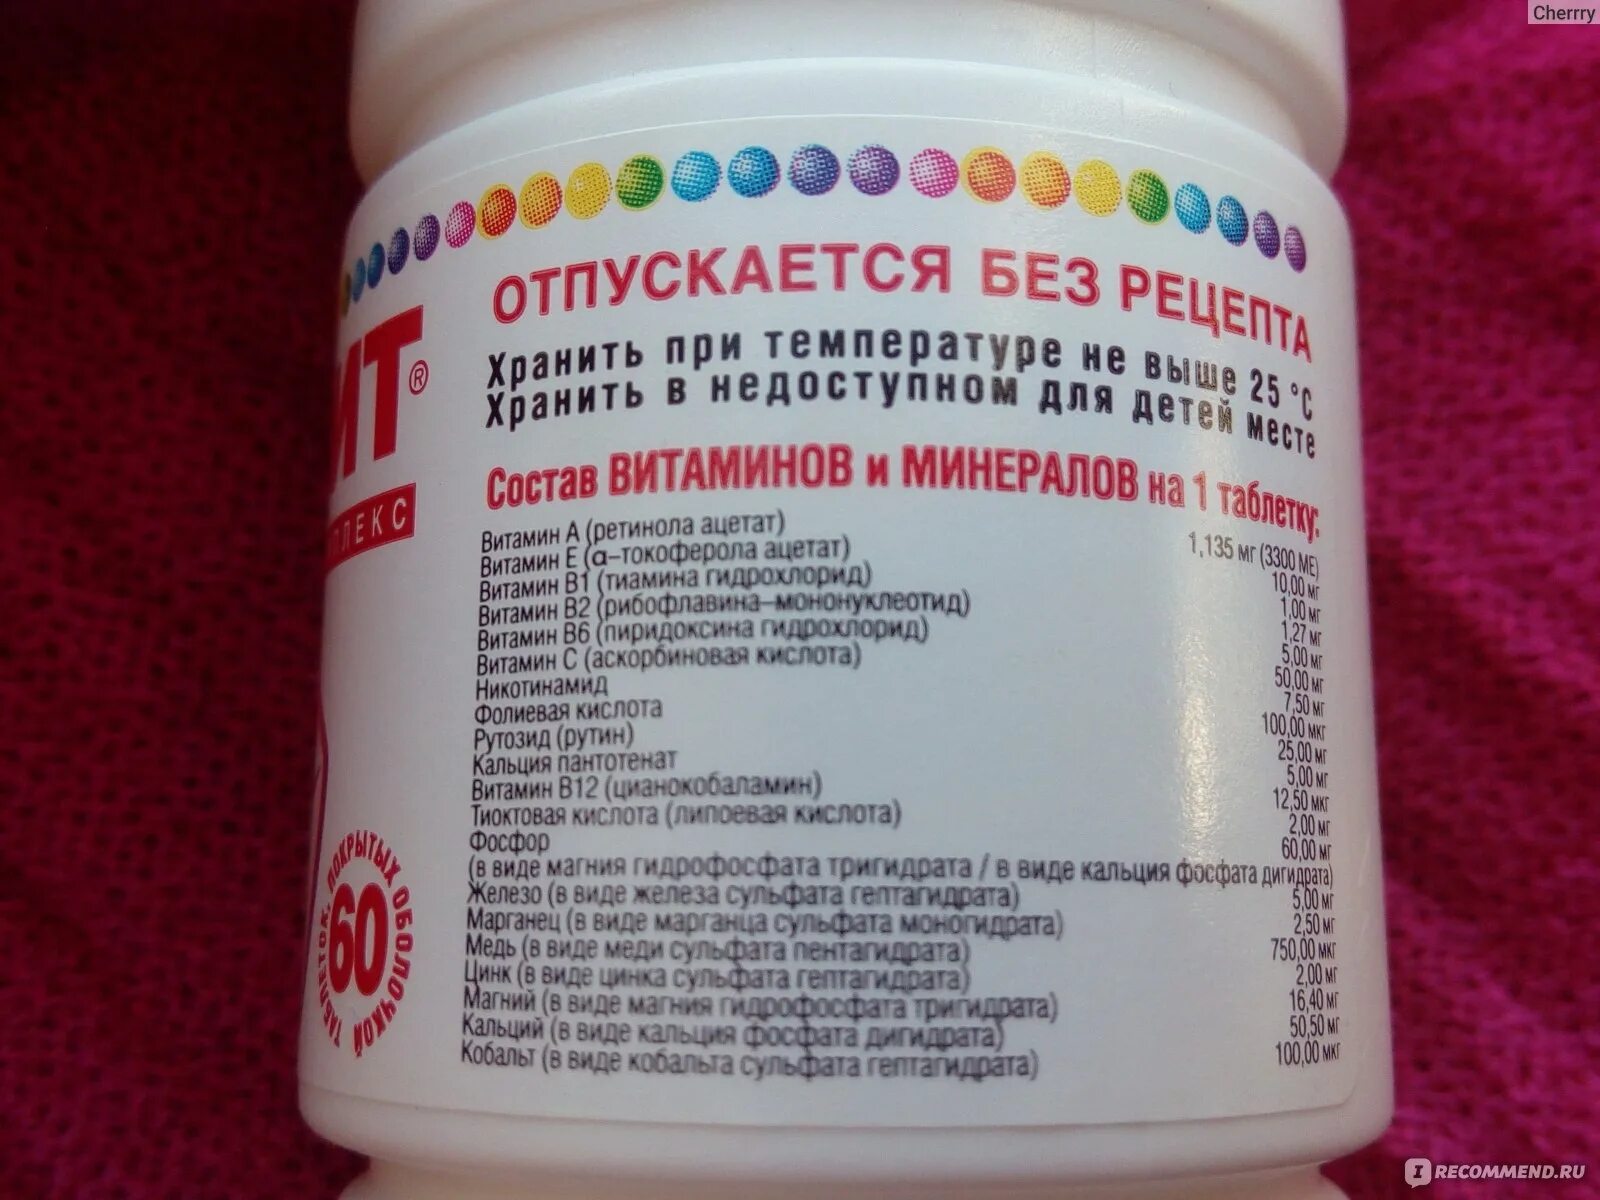 Cherrry
ОТПУСКАЕТСЯ БЕЗ РЕЦЕПТА
Хранить при температуре не выше 25 °С
Хранить в недоступном для детей месте
ИТ®
ПЛЕКС
Состав ВИТАМИНОВ и МИНЕРАЛОВ на 1 таблетку:
Витамин А (ретинола ацетат) 1,135 мг (3300 МЕ)
Витамин Е (α–токоферола ацетат) 10,00 мг
Витамин В1 (тиамина гидрохлорид) 1,00 мг
Витамин В2 (рибофлавина–мононуклеотид) 1,27 мг
Витамин В6 (пиридоксина гидрохлорид) 5,00 мг
Витамин С (аскорбиновая кислота) 50,00 мг
Никотинамид 7,50 мг
Фолиевая кислота 100,00 мкг
Рутозид (рутин) 25,00 мг
Кальция пантотенат 5,00 мг
Витамин В12 (цианокобаламин) 12,50 мкг
Тиоктовая кислота (липоевая кислота) 2,00 мг
Фосфор 60,00 мг
(в виде магния гидрофосфата тригидрата / в виде кальция фосфата дигидрата)
Железо (в виде железа сульфата гептагидрата) 5,00 мг
Марганец (в виде марганца сульфата моногидрата) 2,50 мг
Медь (в виде меди сульфата пентагидрата) 750,00 мкг
Цинк (в виде цинка сульфата гептагидрата) 2,00 мг
Магний (в виде магния гидрофосфата тригидрата) 16,40 мг
Кальций (в виде кальция фосфата дигидрата) 50,50 мг
Кобальт (в виде кобальта сульфата гептагидрата) 100,00 мкг
60
ТАБЛЕТОК, ПОКРЫТЫХ ОБОЛОЧКОЙ
IRECOMMEND.RU